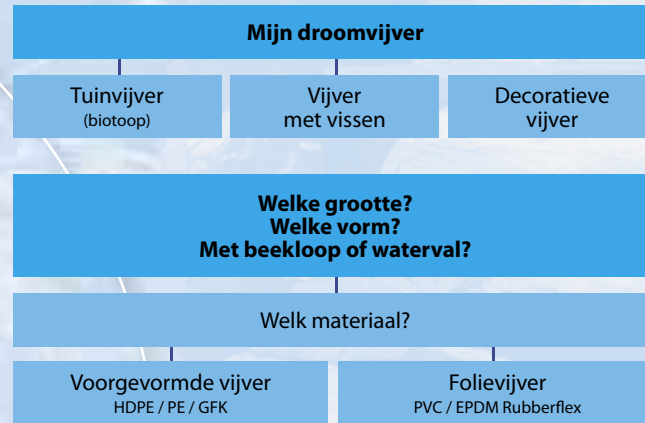 Mijn droomvijver
Tuinvijver
(biotoop)
Vijver
met vissen
Decoratieve
vijver
Welke grootte?
Welke vorm?
Met beekloop of waterval?
Welk materiaal?
Voorgevormde vijver
HDPE / PE / GFK
Folievijver
PVC / EPDM Rubberflex